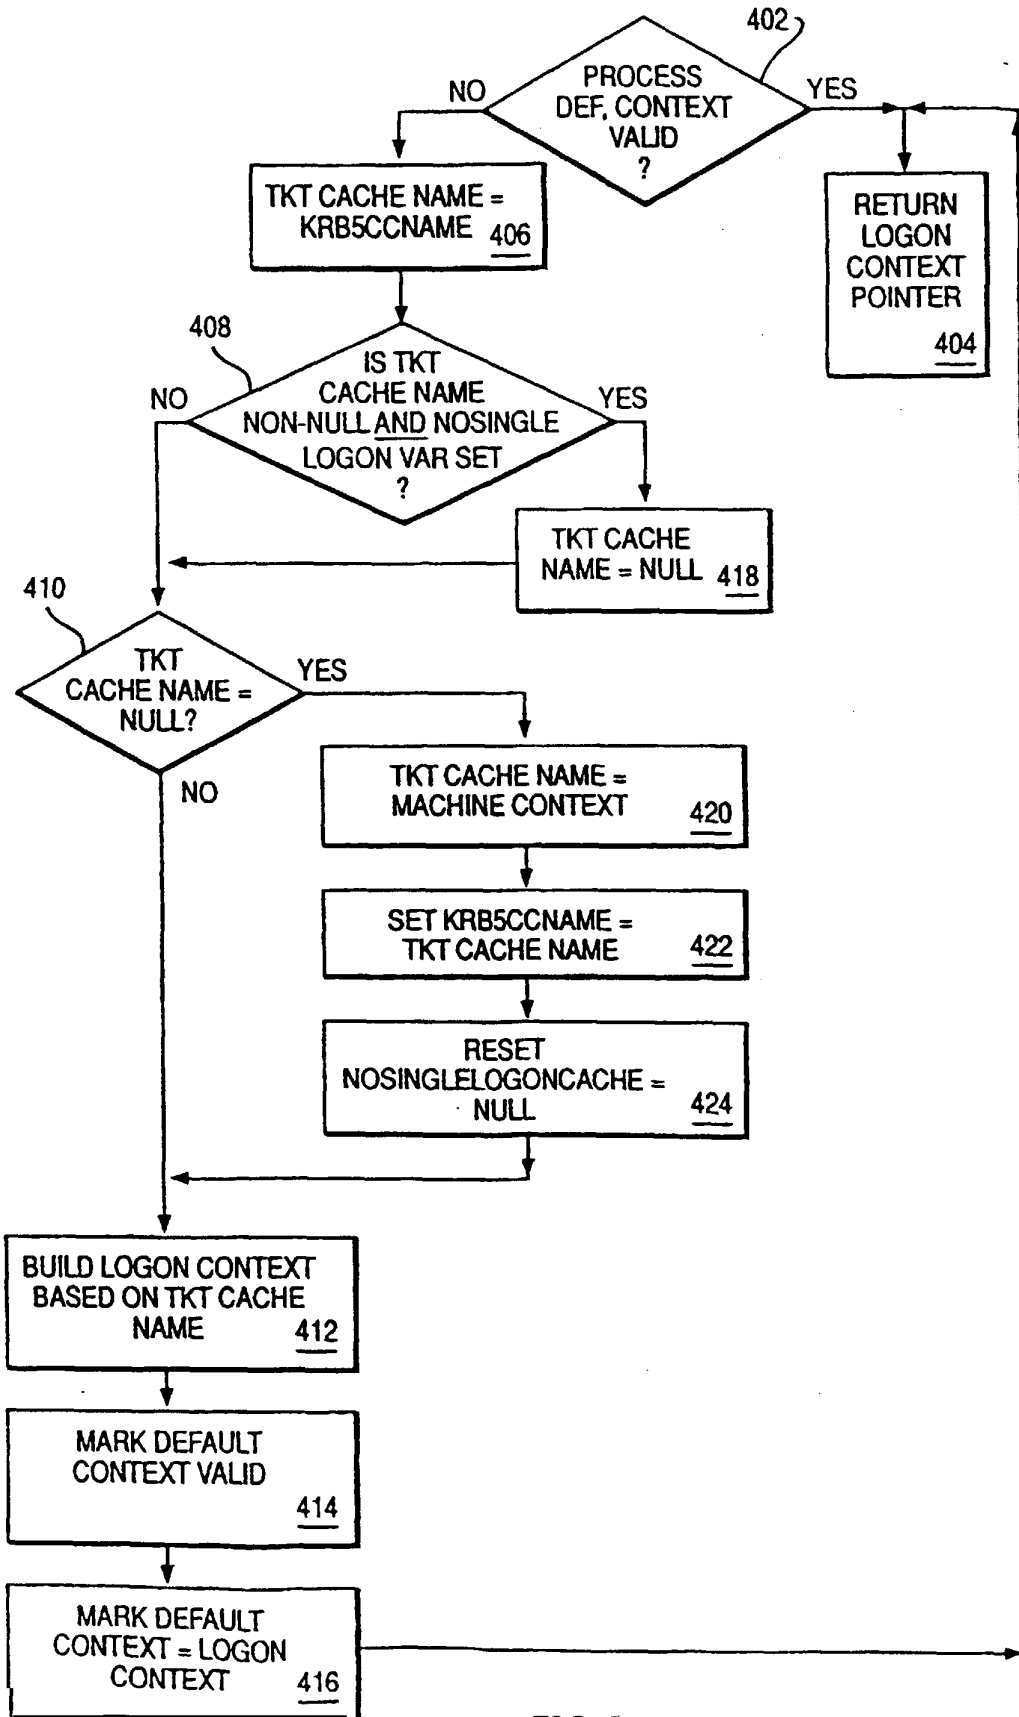 402
PROCESS
DEF, CONTEXT
VALID
?
NO
YES
TKT CACHE NAME =
KRB5CCNAME
406
RETURN
LOGON
CONTEXT
POINTER
404
408
IS TKT
CACHE NAME
NON-NULL AND NOSINGLE
LOGON VAR SET
?
NO
YES
TKT CACHE
NAME = NULL
418
410
TKT
CACHE NAME =
NULL?
YES
NO
TKT CACHE NAME =
MACHINE CONTEXT
420
SET KRB5CCNAME =
TKT CACHE NAME
422
RESET
NOSINGLELOGONCACHE =
NULL
424
BUILD LOGON CONTEXT
BASED ON TKT CACHE
NAME
412
MARK DEFAULT
CONTEXT VALID
414
MARK DEFAULT
CONTEXT = LOGON
CONTEXT
416